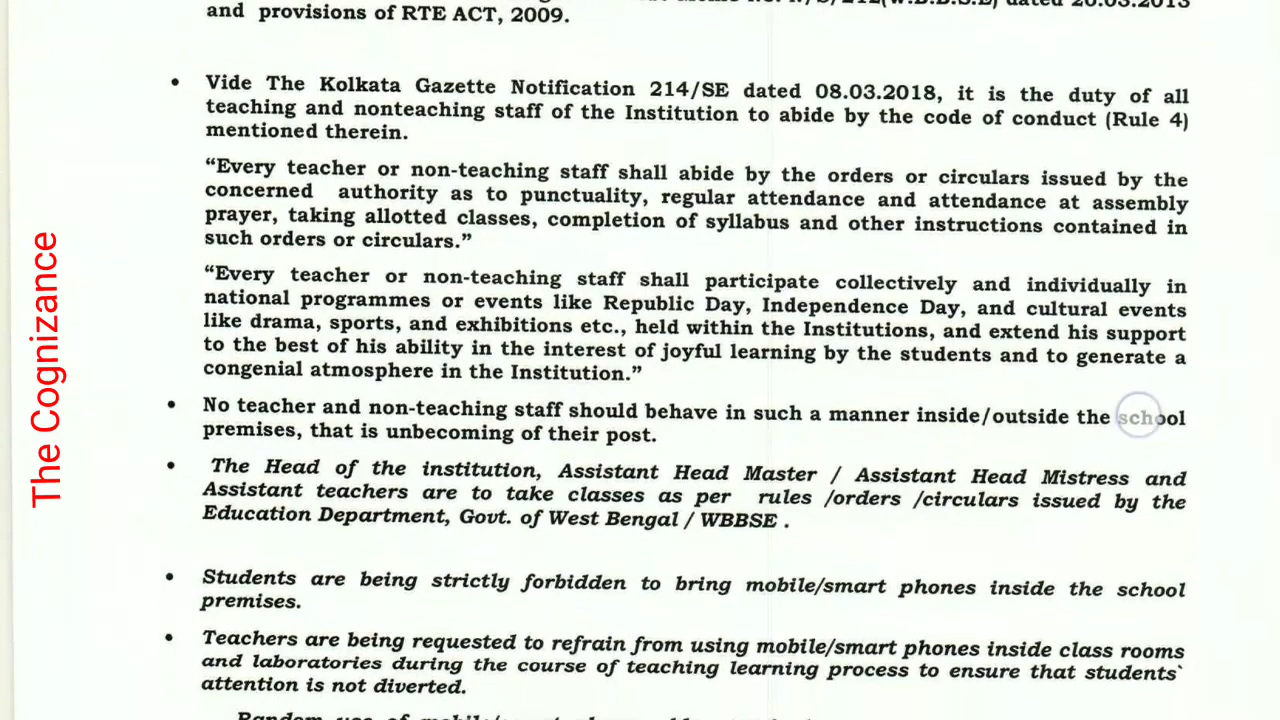 and provisions of RTE ACT, 2009.
• Vide The Kolkata Gazette Notification 214/SE dated 08.03.2018, it is the duty of all
teaching and nonteaching staff of the Institution to abide by the code of conduct (Rule 4)
mentioned therein.
“Every teacher or non-teaching staff shall abide by the orders or circulars issued by the
concerned authority as to punctuality, regular attendance and attendance at assembly
prayer, taking allotted classes, completion of syllabus and other instructions contained in
such orders or circulars.”
“Every teacher or non-teaching staff shall participate collectively and individually in
national programmes or events like Republic Day, Independence Day, and cultural events
like drama, sports, and exhibitions etc., held within the Institutions, and extend his support
to the best of his ability in the interest of joyful learning by the students and to generate a
congenial atmosphere in the Institution.”
• No teacher and non-teaching staff should behave in such a manner inside/outside the school
premises, that is unbecoming of their post.
• The Head of the institution, Assistant Head Master / Assistant Head Mistress and
Assistant teachers are to take classes as per rules /orders /circulars issued by the
Education Department, Govt. of West Bengal / WBBSE .
• Students are being strictly forbidden to bring mobile/smart phones inside the school
premises.
• Teachers are being requested to refrain from using mobile/smart phones inside class rooms
and laboratories during the course of teaching learning process to ensure that students`
attention is not diverted.
The Cognizance